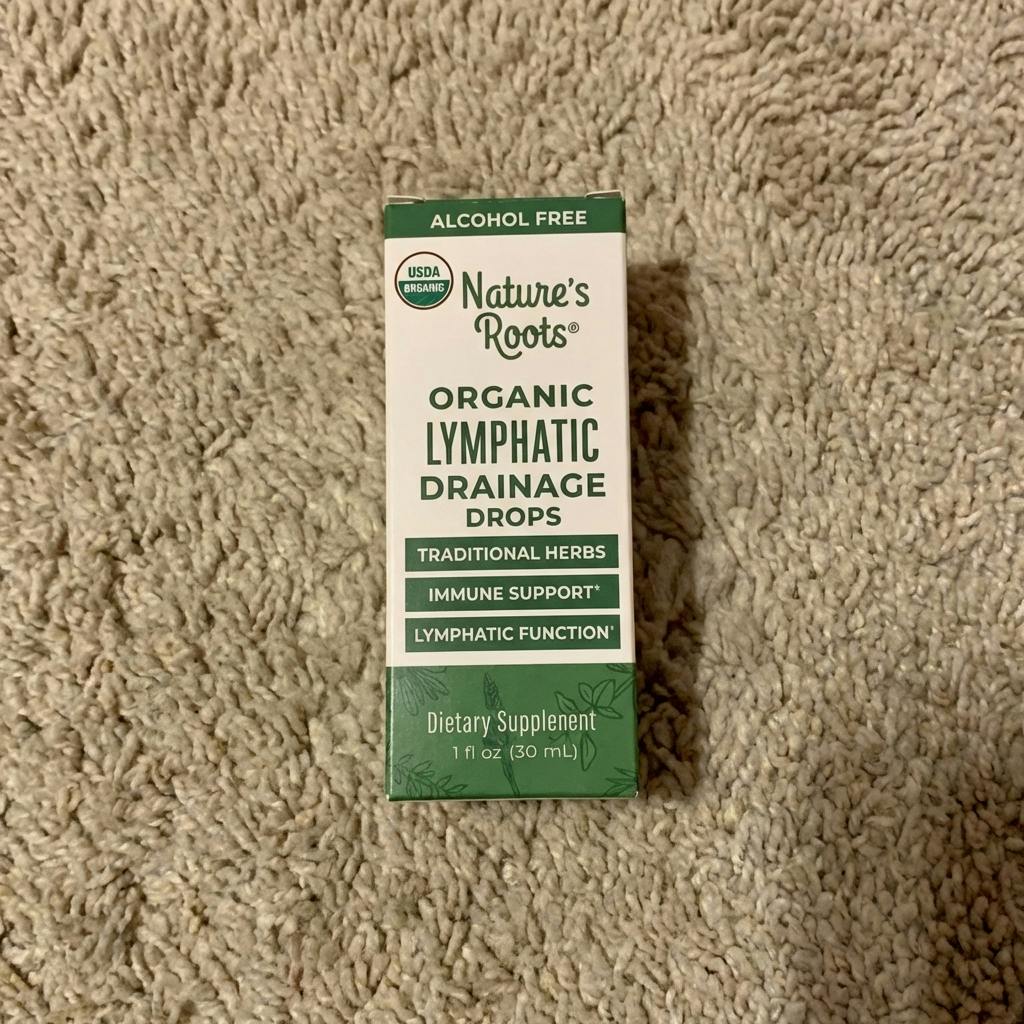 ALCOHOL FREE
USDA
ORGANIC
Nature's
Roots®
ORGANIC
LYMPHATIC
DRAINAGE
DROPS
TRADITIONAL HERBS
IMMUNE SUPPORT*
LYMPHATIC FUNCTION*
Dietary Supplenent
1 fl oz (30 mL)